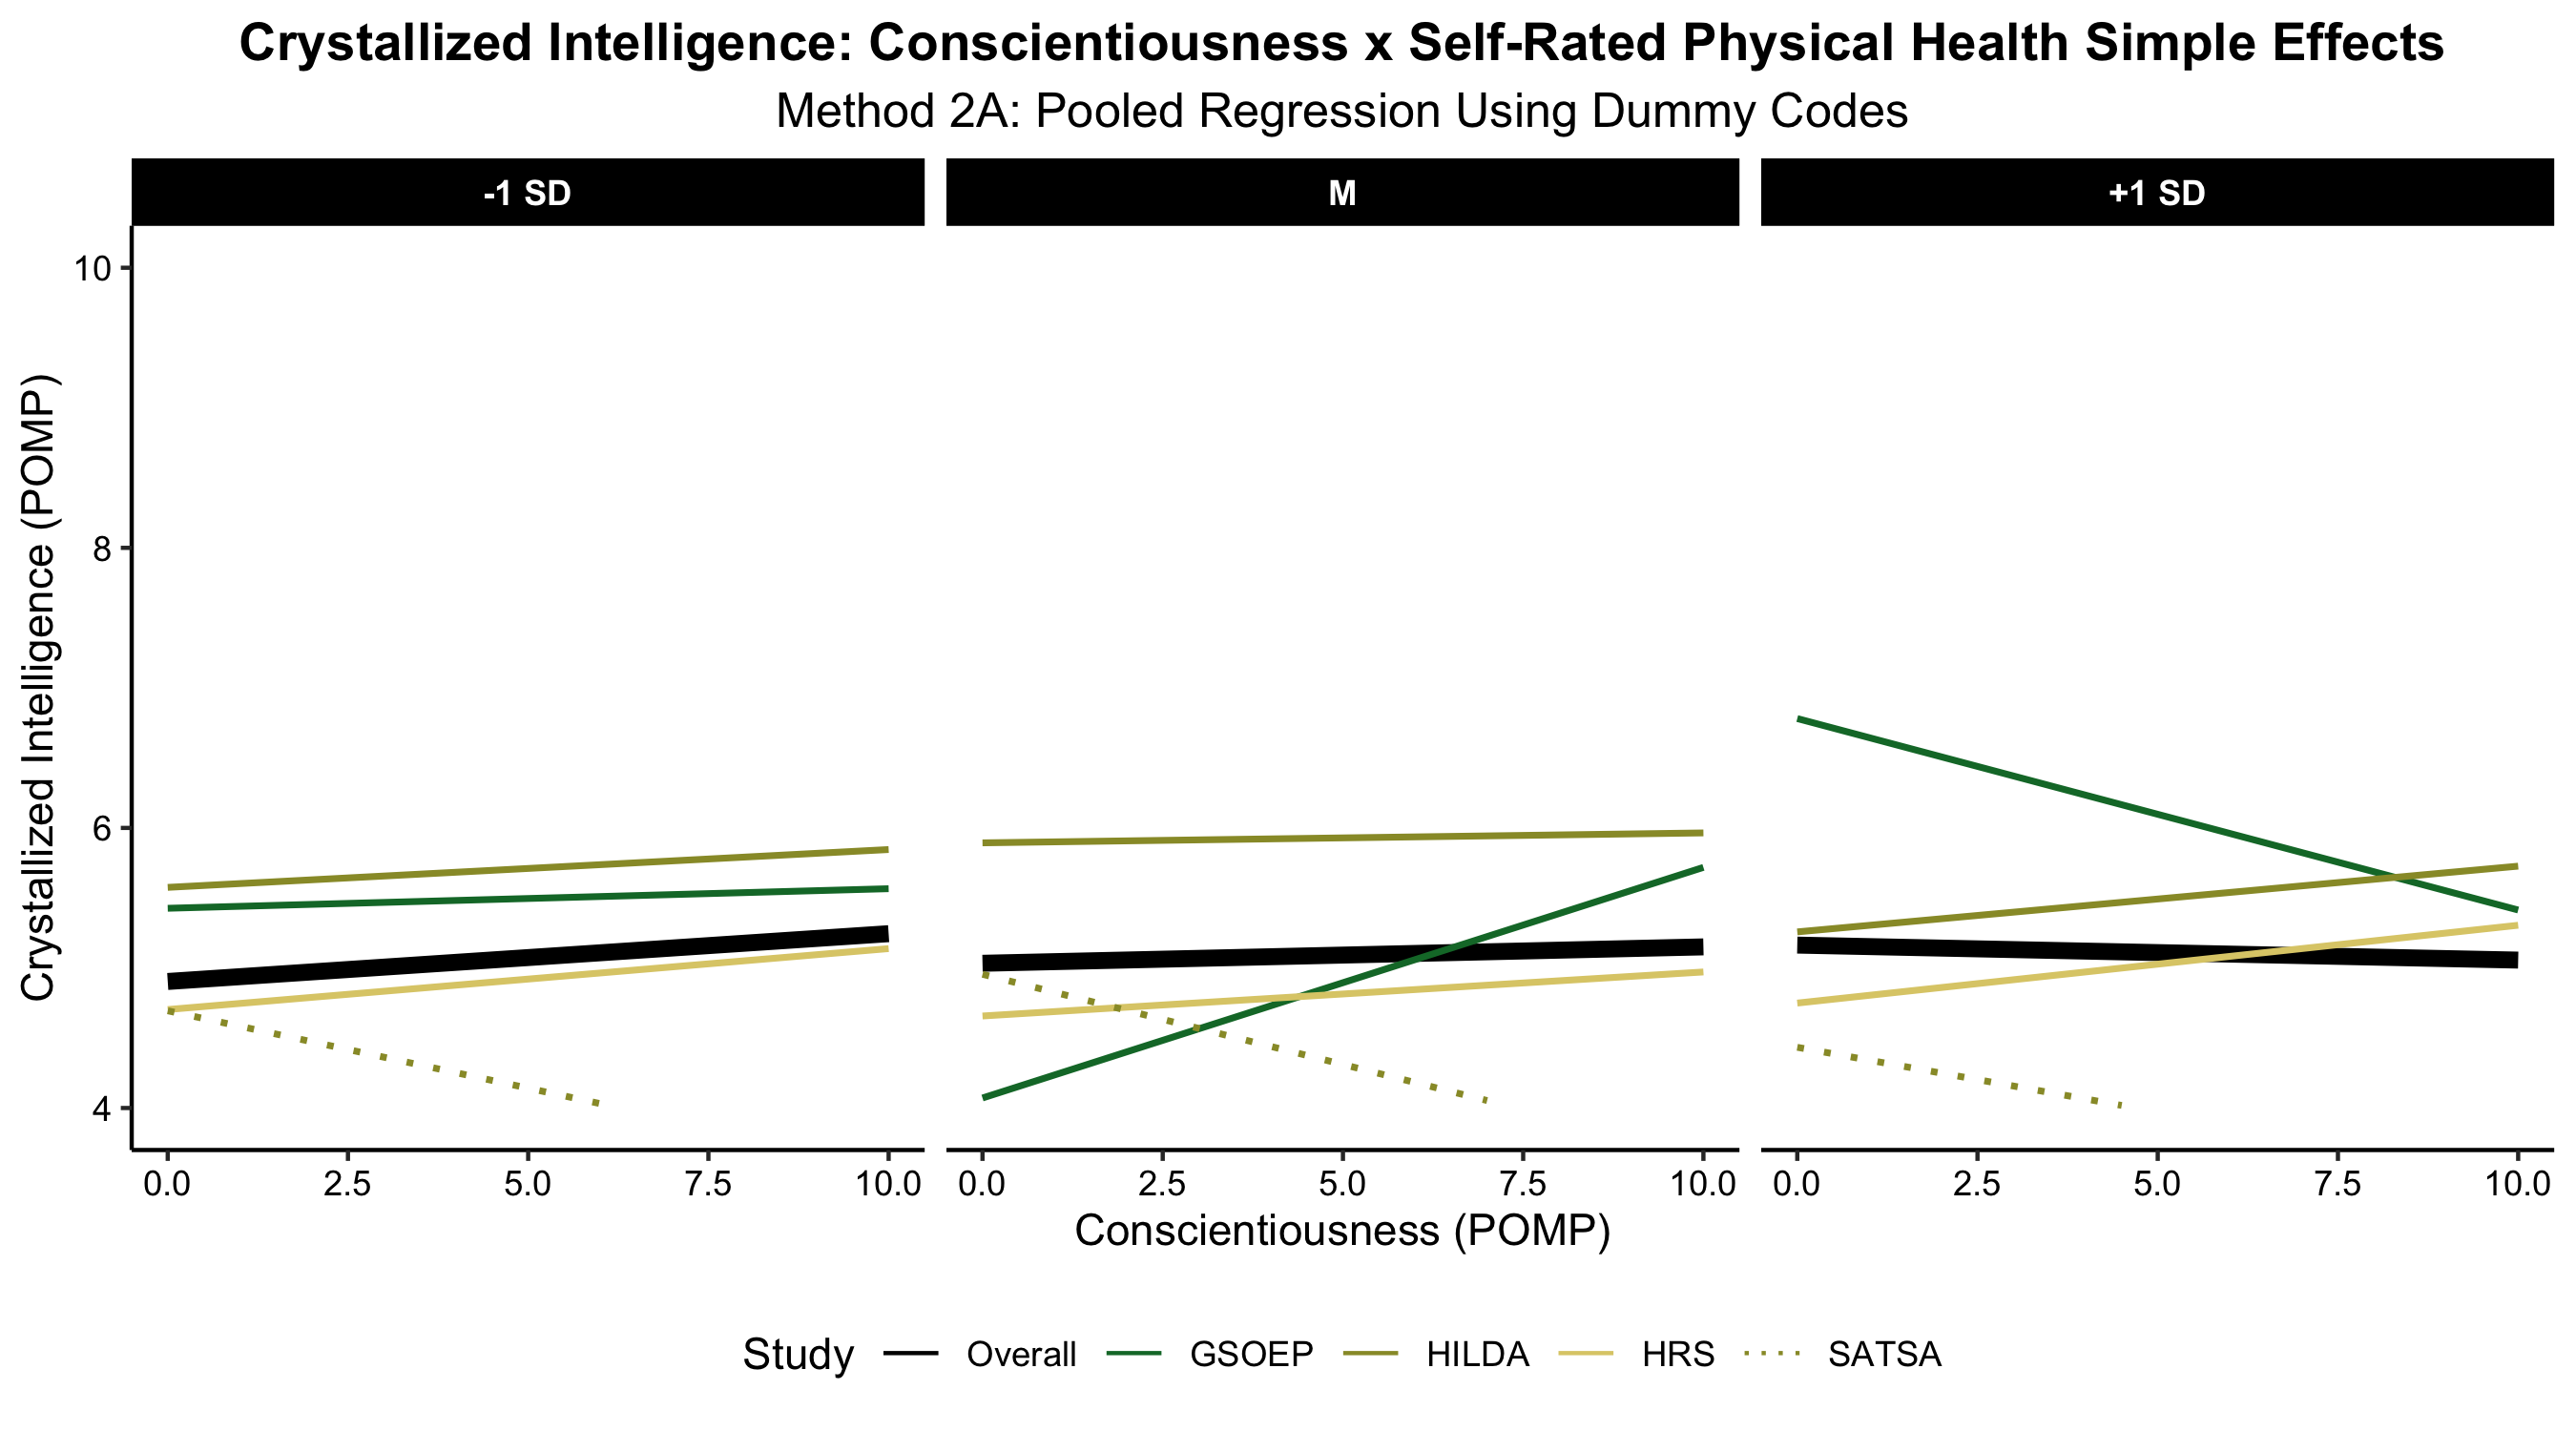 Crystallized Intelligence: Conscientiousness x Self-Rated Physical Health Simple Effects
Method 2A: Pooled Regression Using Dummy Codes
-1 SD
M
+1 SD
Crystallized Intelligence (POMP)
10
8
6
4
0.0 2.5 5.0 7.5 10.0
0.0 2.5 5.0 7.5 10.0
0.0 2.5 5.0 7.5 10.0
Conscientiousness (POMP)
Study Overall GSOEP HILDA HRS SATSA